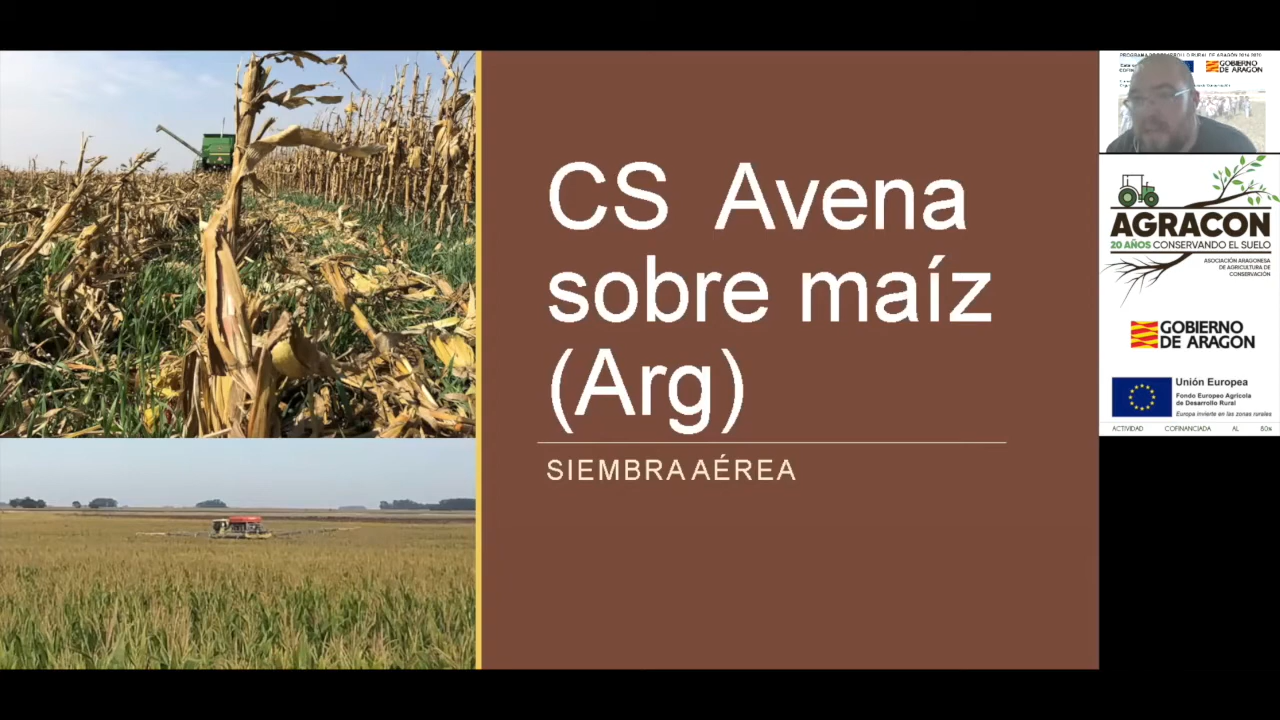 CS Avena
sobre maíz
(Arg)
SIEMBRA AÉREA
GOBIERNO
DE ARAGON
AGRACON
20 AÑOS CONSERVANDO EL SUELO
ASOCIACIÓN ARAGONESA
DE AGRICULTURA DE
CONSERVACIÓN
GOBIERNO
DE ARAGON
Unión Europea
Fondo Europeo Agrícola
de Desarrollo Rural
Europa invierte en las zonas rurales
ACTIVIDAD COFINANCIADA AL 80%